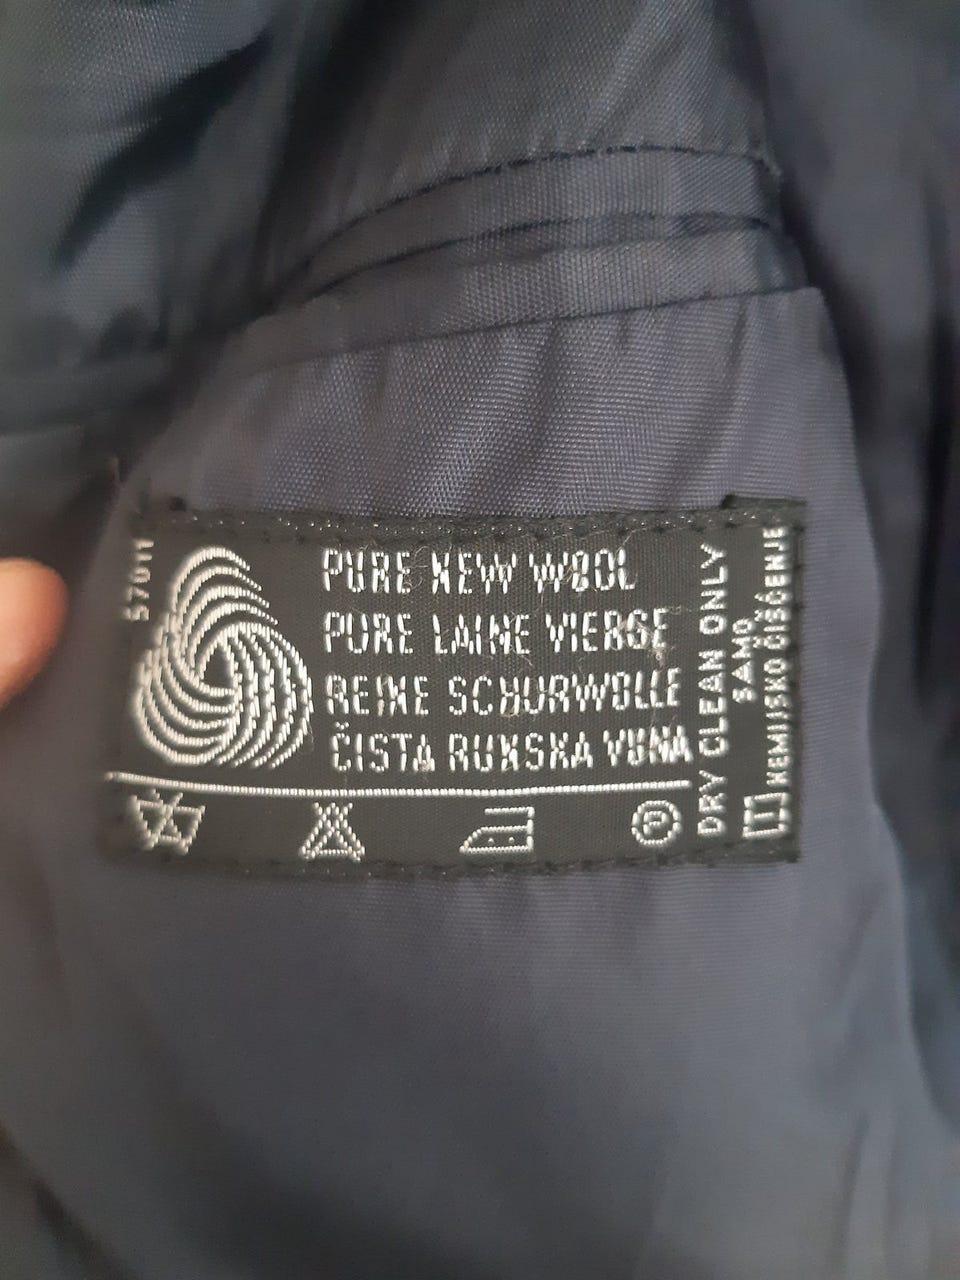 57011
PURE NEW WOOL
PURE LAINE VIERGE
REINE SCHURWOLLE
ČISTA RUNSKA VUNA
DRY CLEAN ONLY
SAMO
KEMIJSKO ČIŠĆENJE
P